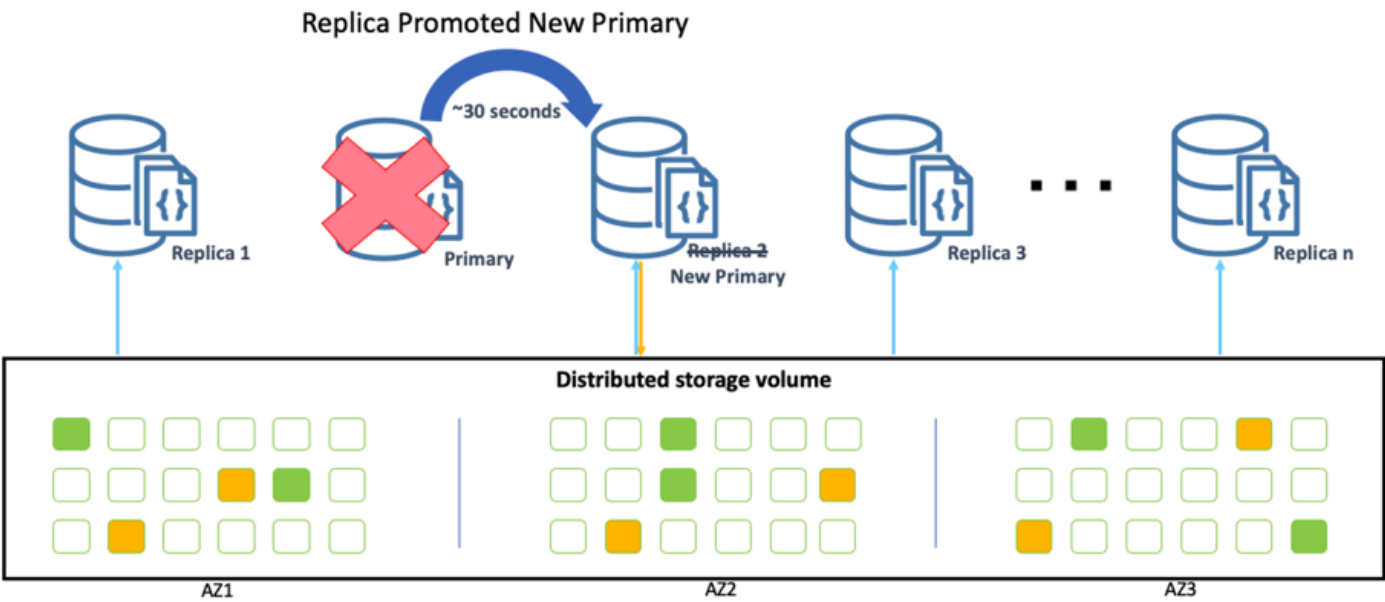 Replica Promoted New Primary
~30 seconds
{}
Replica 1
{}
Primary
{}
Replica 2
New Primary
{}
Replica 3
. . .
{}
Replica n
Distributed storage volume
AZ1
AZ2
AZ3